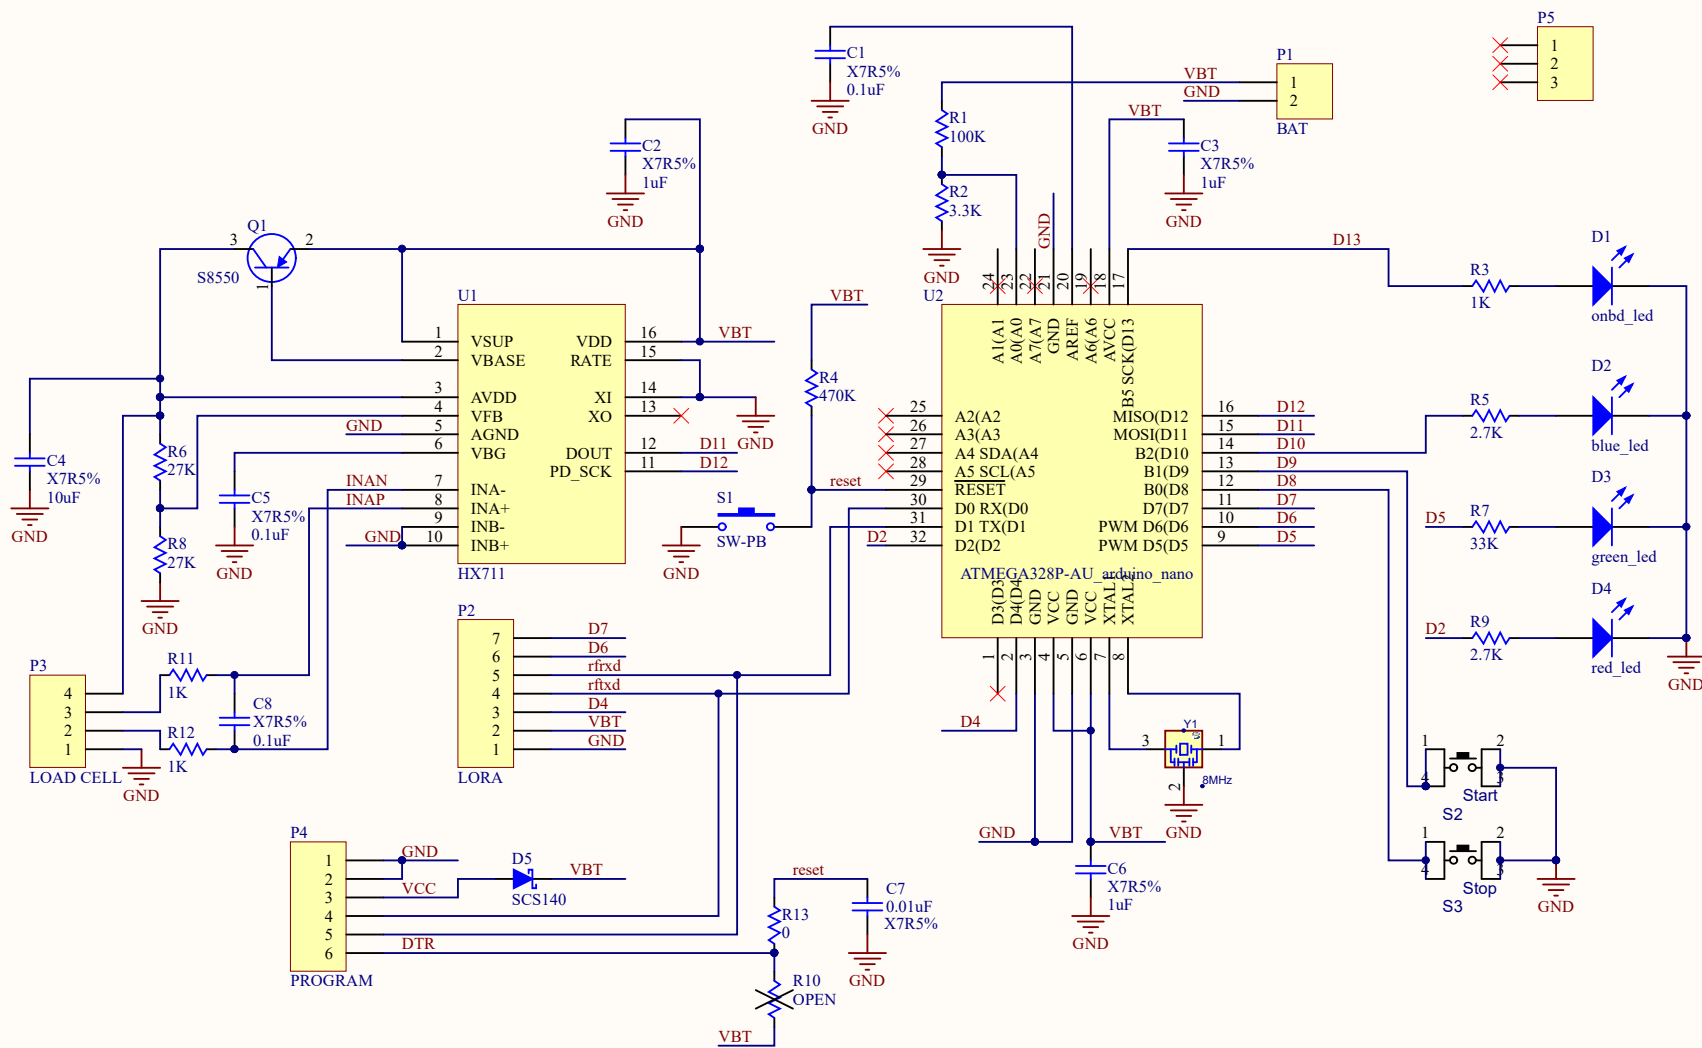 C1
X7R5%
0.1uF
GND
P5
1
2
3
P1
VBT
GND
1
2
BAT
R1
100K
R2
3.3K
GND
VBT
C3
X7R5%
1uF
GND
C2
X7R5%
1uF
GND
Q1
3
2
1
S8550
U1
1
2
3
4
5
6
7
8
9
10
VSUP
VBASE
AVDD
VFB
AGND
VBG
INA-
INA+
INB-
INB+
VDD
RATE
XI
XO
DOUT
PD_SCK
16
15
14
13
12
11
HX711
VBT
GND
D11
D12
GND
INAN
INAP
GND
C4
X7R5%
10uF
GND
R6
27K
R8
27K
GND
C5
X7R5%
0.1uF
GND
VBT
R4
470K
reset
S1
SW-PB
GND
U2
GND
24
23
22
21
20
19
18
17
A1(A1
A0(A0
A7(A7
GND
AREF
A6(A6
AVCC
B5 SCK(D13
25
26
27
28
29
30
31
32
A2(A2
A3(A3
A4 SDA(A4
A5 SCL(A5
RESET
D0 RX(D0
D1 TX(D1
D2(D2
D2
MISO(D12
MOSI(D11
B2(D10
B1(D9
B0(D8
D7(D7
PWM D6(D6
PWM D5(D5
16
15
14
13
12
11
10
9
D12
D11
D10
D9
D8
D7
D6
D5
ATMEGA328P-AU_arduino_nano
D3(D3
D4(D4
GND
VCC
GND
VCC
XTAL1
XTAL2
1
2
3
4
5
6
7
8
D13
R3
1K
D1
onbd_led
R5
2.7K
D2
blue_led
D5
R7
33K
D3
green_led
D2
R9
2.7K
D4
red_led
GND
P2
7
6
5
4
3
2
1
D7
D6
rfrxd
rftxd
D4
VBT
GND
LORA
P3
4
3
2
1
LOAD CELL
R11
1K
R12
1K
C8
X7R5%
0.1uF
GND
D4
Y1
3
1
2
8MHz
GND
GND
VBT
C6
X7R5%
1uF
GND
1
2
4
3
Start
S2
1
2
4
3
Stop
S3
GND
P4
1
2
3
4
5
6
GND
VCC
DTR
PROGRAM
D5
SCS140
VBT
reset
R13
0
C7
0.01uF
X7R5%
GND
R10
OPEN
VBT